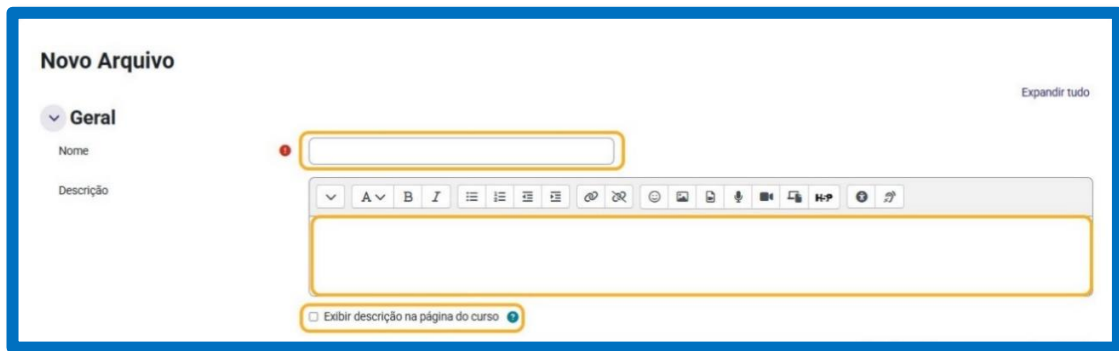 Novo Arquivo
Expandir tudo
Geral
Nome
Descrição
A B I H-P
Exibir descrição na página do curso